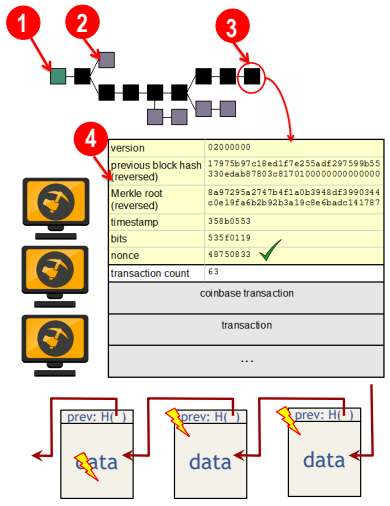 1
2
3
4
version 02000000
previous block hash (reversed) 17975b97c18ed1f7e255adf297599b55
330edab87803c8170100000000000000
Merkle root (reversed) 8a97295a2747b4f1a0b3948df3990344
c0e19fa6b2b92b3a19c8e6badc141787
timestamp 358b0553
bits 535f0119
nonce 48750833
transaction count 63
coinbase transaction
transaction
...
prev: H( ) prev: H( ) prev: H( )
data data data